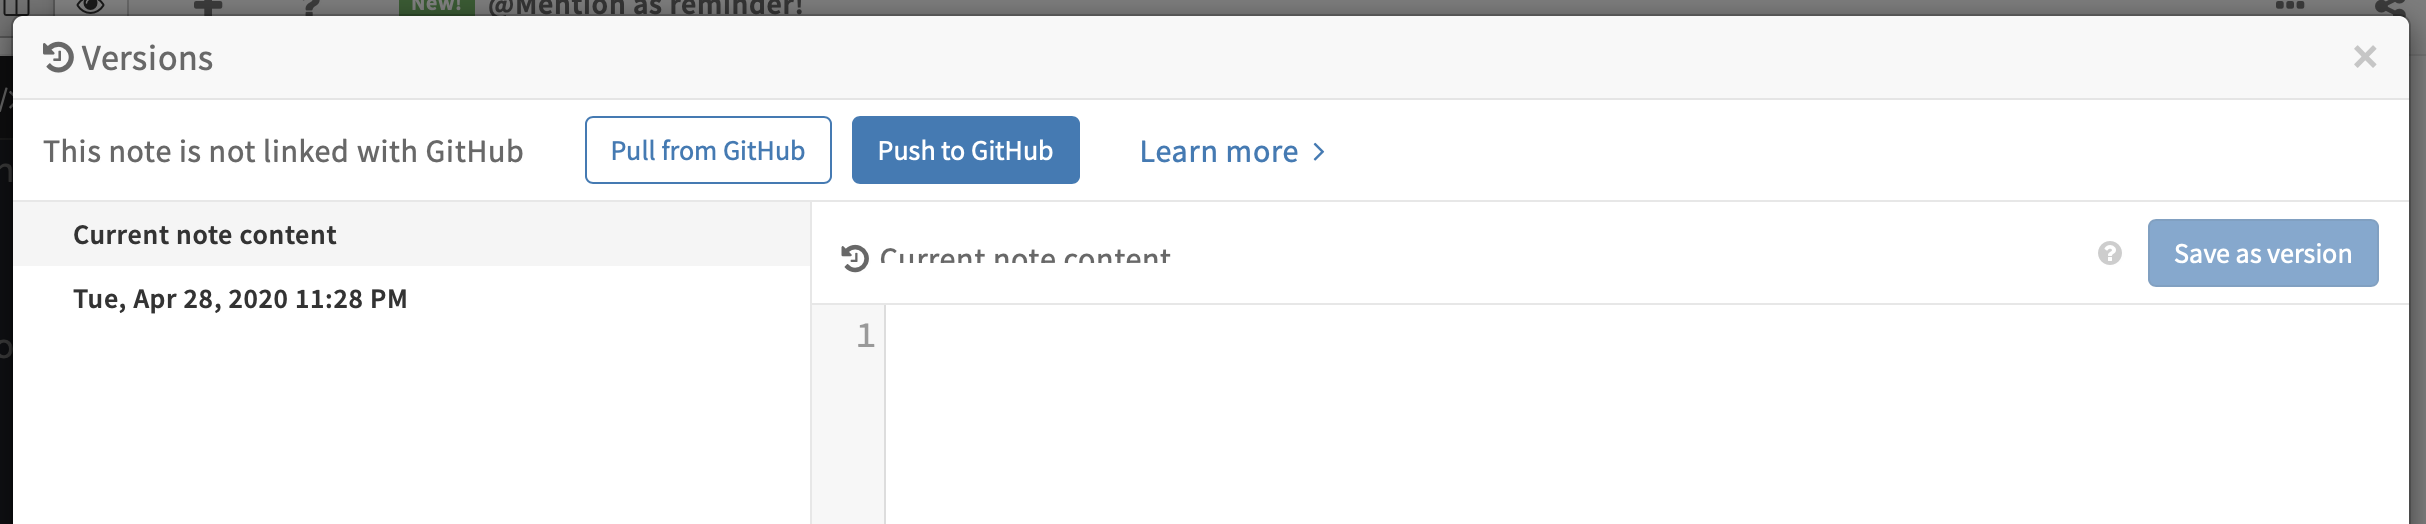 New! @Mention as reminder!
Versions
This note is not linked with GitHub Pull from GitHub Push to GitHub Learn more
Current note content
Tue, Apr 28, 2020 11:28 PM
Current note content
Save as version
1